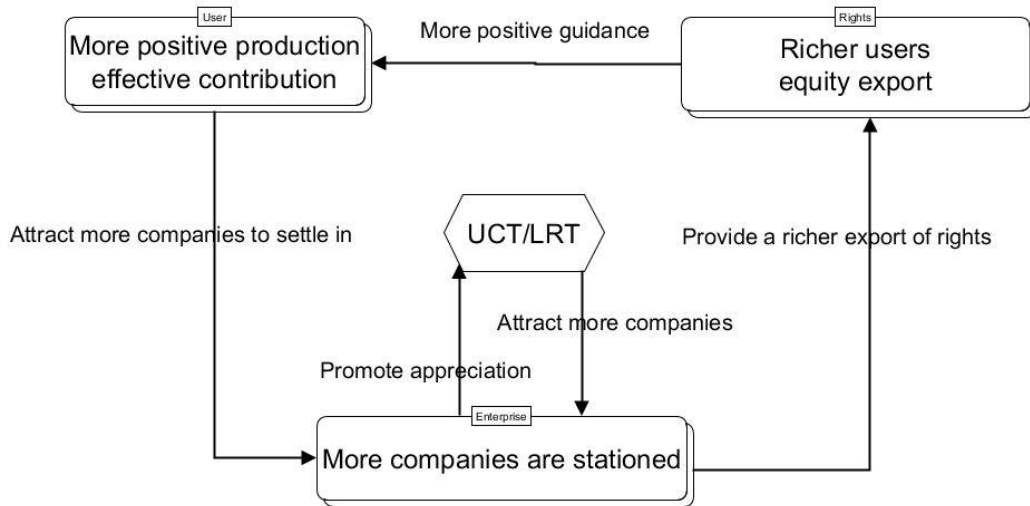 User
More positive production
effective contribution
More positive guidance
Rights
Richer users
equity export
Attract more companies to settle in
UCT/LRT
Provide a richer export of rights
Attract more companies
Promote appreciation
Enterprise
More companies are stationed